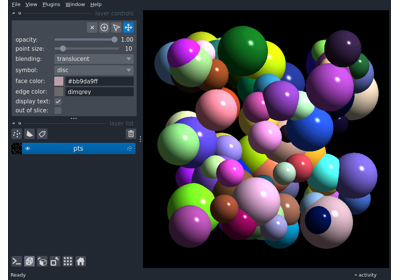 File View Plugins Window Help
layer controls
opacity: 1.00
point size: 10
blending: translucent
symbol: disc
face color: #bb9da9ff
edge color: dimgrey
display text: ✓
out of slice:
layer list
pts
Ready
activity